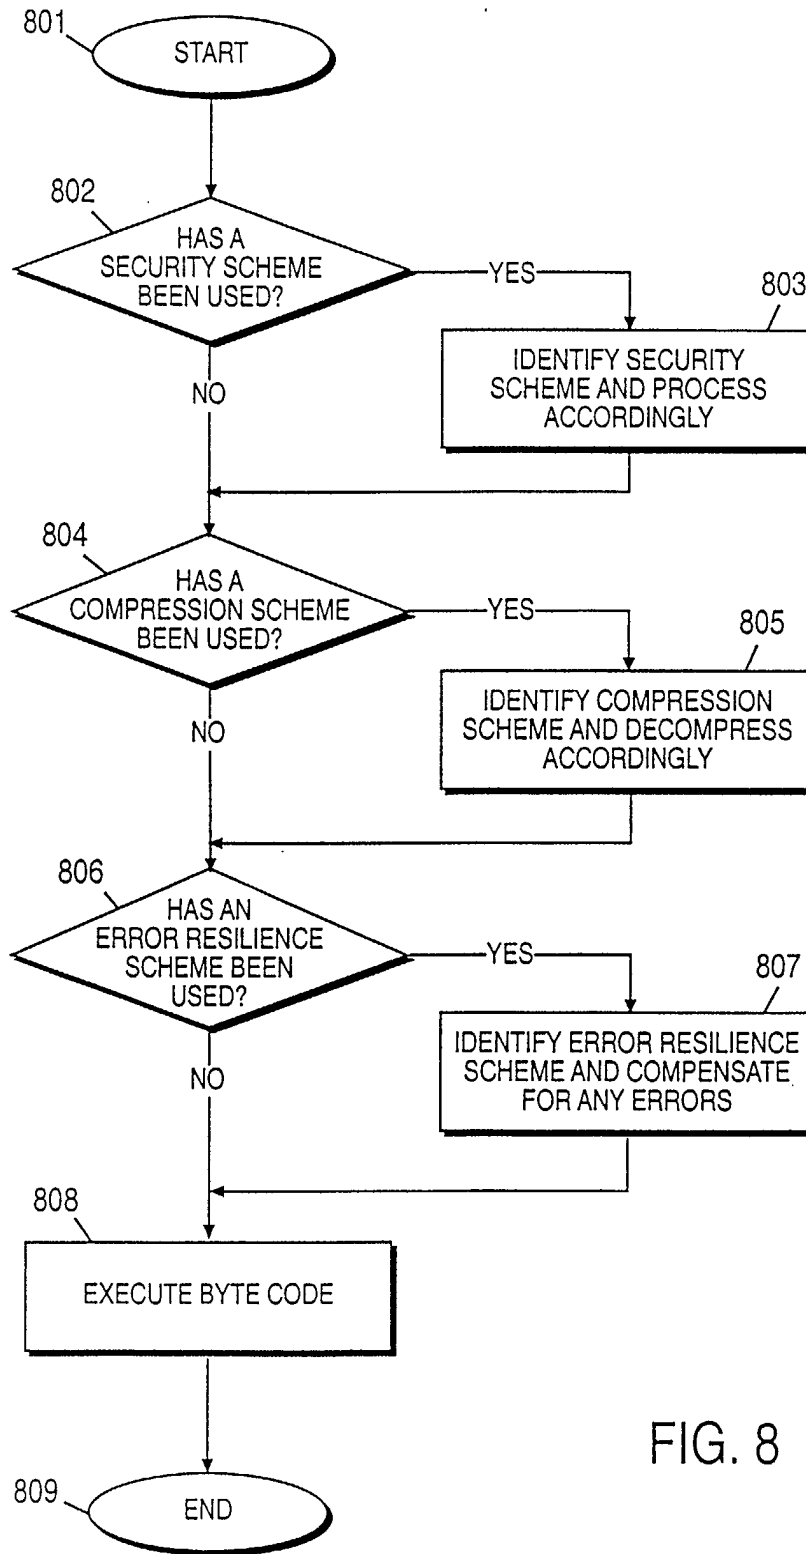 801
START
802
HAS A
SECURITY SCHEME
BEEN USED?
YES
803
IDENTIFY SECURITY
SCHEME AND PROCESS
ACCORDINGLY
NO
804
HAS A
COMPRESSION SCHEME
BEEN USED?
YES
805
IDENTIFY COMPRESSION
SCHEME AND DECOMPRESS
ACCORDINGLY
NO
806
HAS AN
ERROR RESILIENCE
SCHEME BEEN
USED?
YES
807
IDENTIFY ERROR RESILIENCE
SCHEME AND COMPENSATE
FOR ANY ERRORS
NO
808
EXECUTE BYTE CODE
809
END
FIG. 8